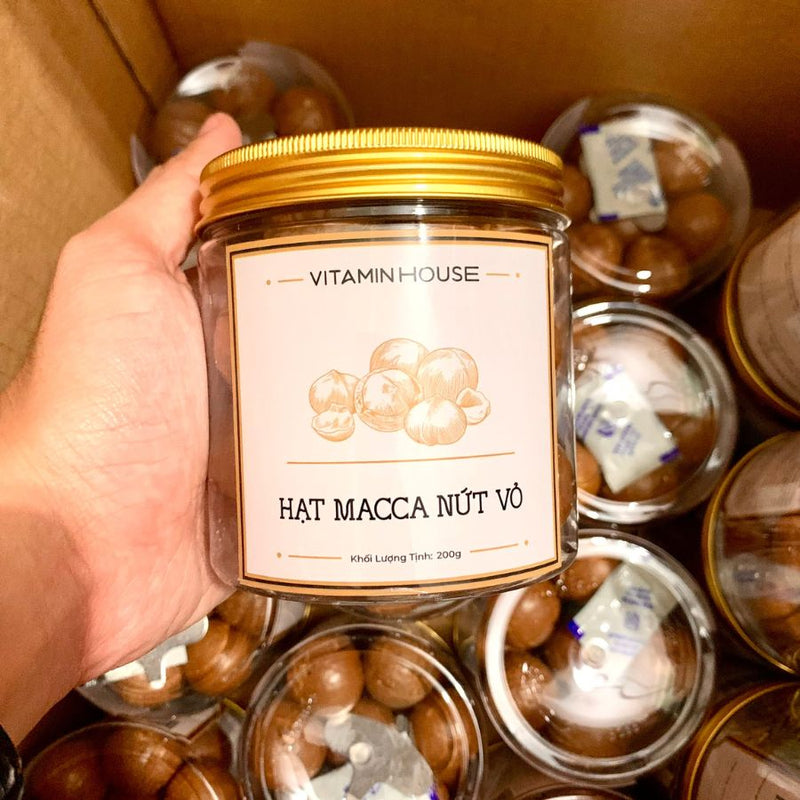 VITAMIN HOUSE
HẠT MACCA NỨT VỎ
Khối Lượng Tịnh: 200g